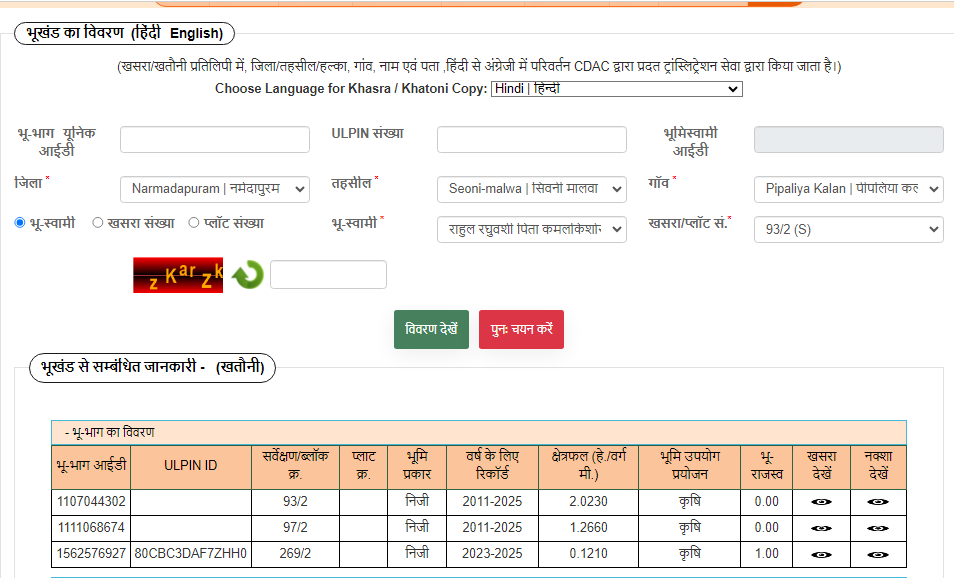 भूखंड का विवरण (हिंदी English)
(खसरा/खतौनी प्रतिलिपी में, जिला/तहसील/हल्का, गांव, नाम एवं पता ,हिंदी से अंग्रेजी में परिवर्तन CDAC द्वारा प्रदत ट्रांस्लिट्रेशन सेवा द्वारा किया जाता है।)
Choose Language for Khasra / Khatoni Copy: Hindi | हिन्दी
भू-भाग यूनिक आईडी ULPIN संख्या भूमिस्वामी आईडी
जिला * Narmadapuram | नर्मदापुरम तहसील * Seoni-malwa | सिवनी मालवा गाँव * Pipaliya Kalan | पीपलिया कल
भू-स्वामी खसरा संख्या प्लॉट संख्या भू-स्वामी * राहुल रघुवंशी पिता कमलकिशोर खसरा/प्लॉट सं.* 93/2 (S)
z K a r z k
विवरण देखें पुनः चयन करें
भूखंड से सम्बंधित जानकारी - (खतौनी)
- भू-भाग का विवरण
भू-भाग आईडी ULPIN ID सर्वेक्षण/ब्लॉक क्र. प्लाट क्र. भूमि प्रकार वर्ष के लिए रिकॉर्ड क्षेत्रफल (हे./वर्ग मी.) भूमि उपयोग प्रयोजन भू-राजस्व खसरा देखें नक्शा देखें
1107044302 93/2 निजी 2011-2025 2.0230 कृषि 0.00
1111068674 97/2 निजी 2011-2025 1.2660 कृषि 0.00
1562576927 80CBC3DAF7ZHH0 269/2 निजी 2023-2025 0.1210 कृषि 1.00